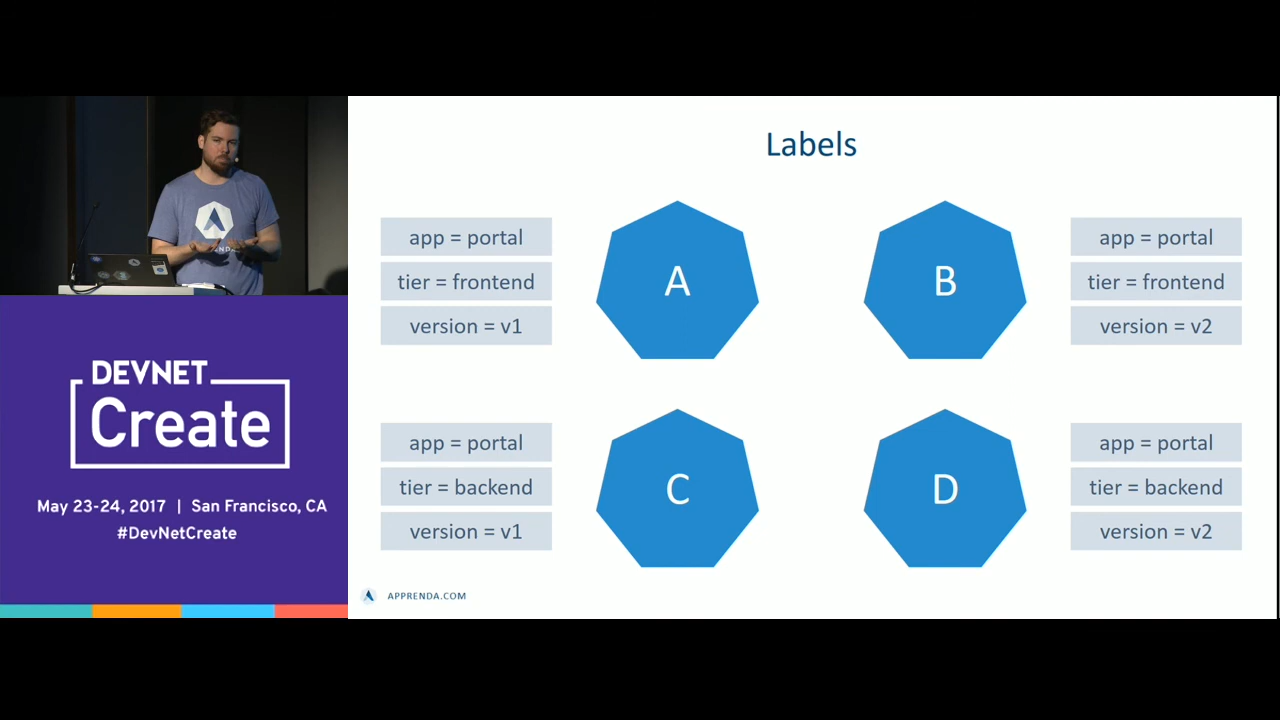 Labels
app = portal
tier = frontend
version = v1
A
B
app = portal
tier = frontend
version = v2
app = portal
tier = backend
version = v1
C
D
app = portal
tier = backend
version = v2
APPRENDA.COM
DEVNET
Create
May 23-24, 2017 | San Francisco, CA
#DevNetCreate